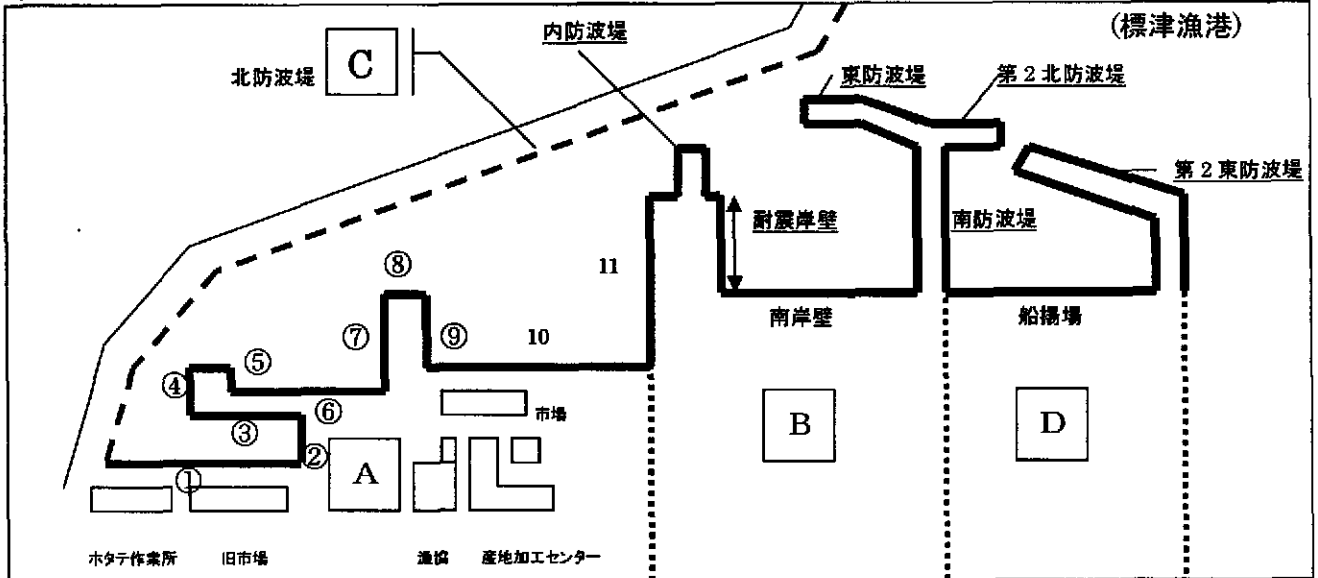 (標津漁港)
内防波堤
北防波堤
C
東防波堤
第2北防波堤
第2東防波堤
耐震岸壁
南防波堤
⑧
11
南岸壁
船揚場
⑦
⑨
10
⑤
④
⑥
市場
③
②
A
B
D
①
ホタテ作業所
旧市場
漁協
産地加工センター